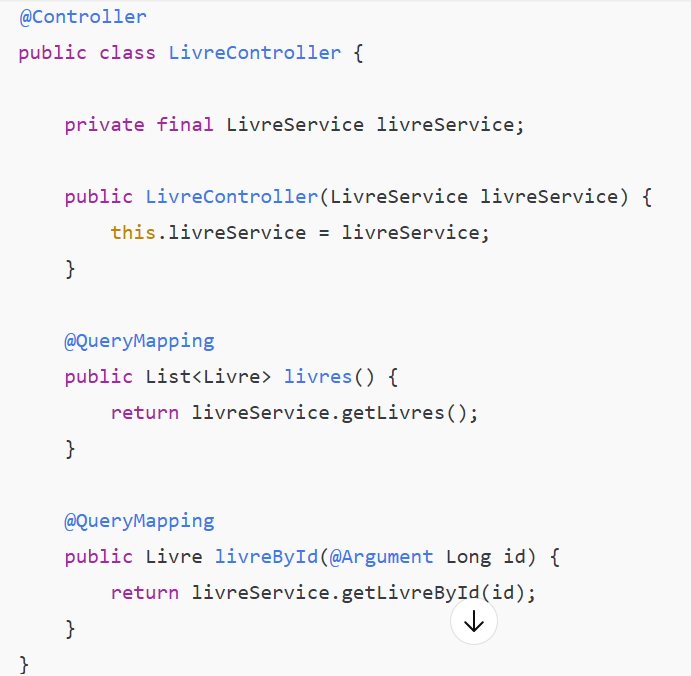 @Controller
public class LivreController {
private final LivreService livreService;
public LivreController(LivreService livreService) {
this.livreService = livreService;
}
@QueryMapping
public List<Livre> livres() {
return livreService.getLivres();
}
@QueryMapping
public Livre livreById(@Argument Long id) {
return livreService.getLivreById(id);
}
}